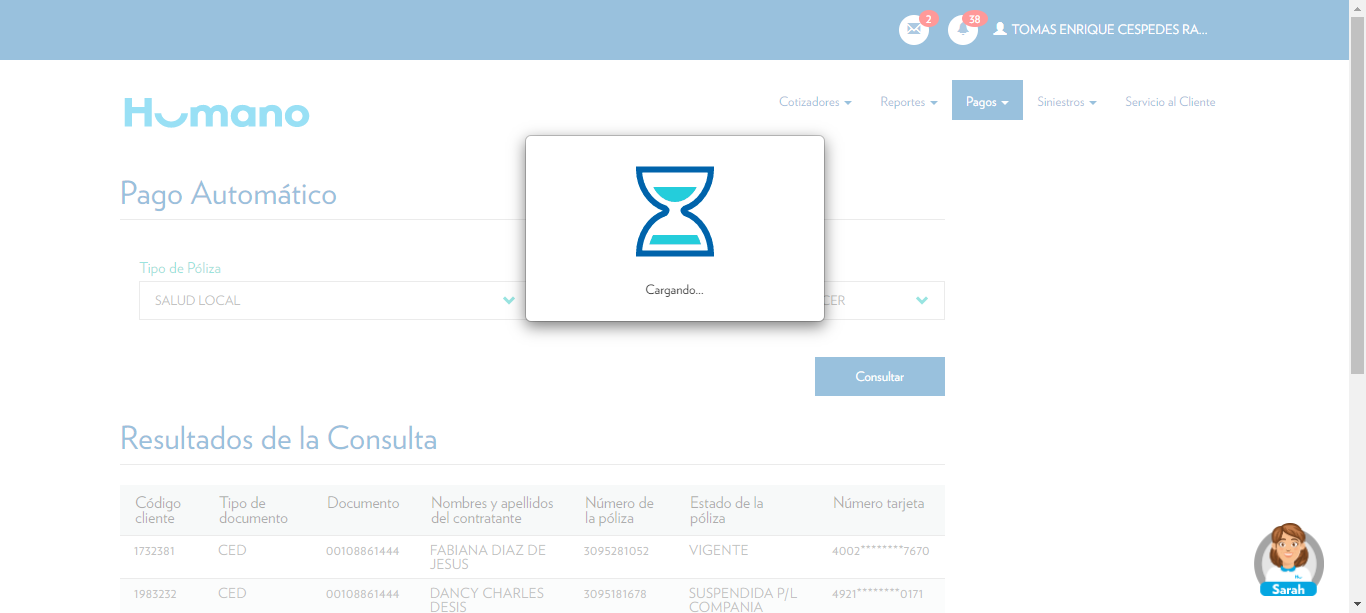 2
38
TOMAS ENRIQUE CESPEDES RA...
Humano
Cotizadores
Reportes
Pagos
Siniestros
Servicio al Cliente
Pago Automático
Tipo de Póliza
SALUD LOCAL
CER
Cargando...
Consultar
Resultados de la Consulta
Código cliente
Tipo de documento
Documento
Nombres y apellidos del contratante
Número de la póliza
Estado de la póliza
Número tarjeta
1732381 CED 00108861444 FABIANA DIAZ DE JESUS 3095281052 VIGENTE 4002********7670
1983232 CED 00108861444 DANCY CHARLES DESIS 3095181678 SUSPENDIDA P/L COMPANIA 4921********0171
Sarah